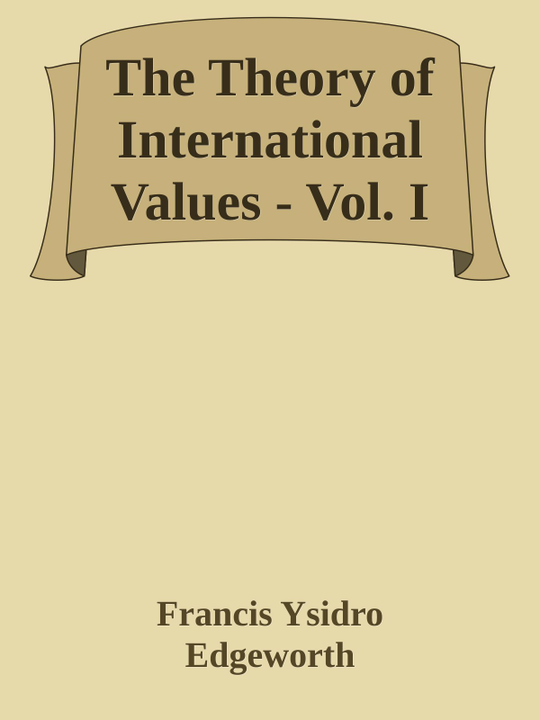 The Theory of
International
Values - Vol. I
Francis Ysidro
Edgeworth